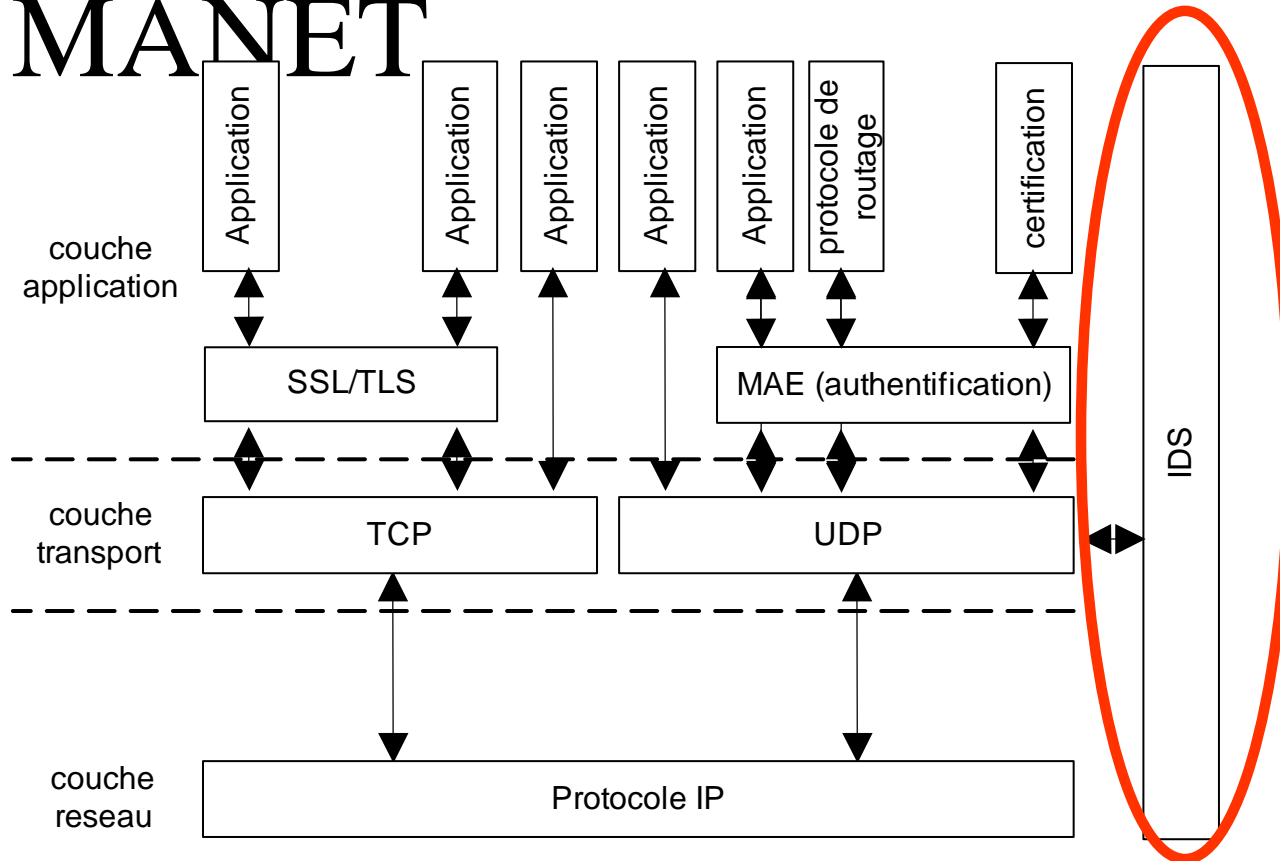 MANET
Application
Application
Application
Application
Application
protocole de
routage
certification
couche
application
SSL/TLS
MAE (authentification)
IDS
couche
transport
TCP
UDP
couche
reseau
Protocole IP